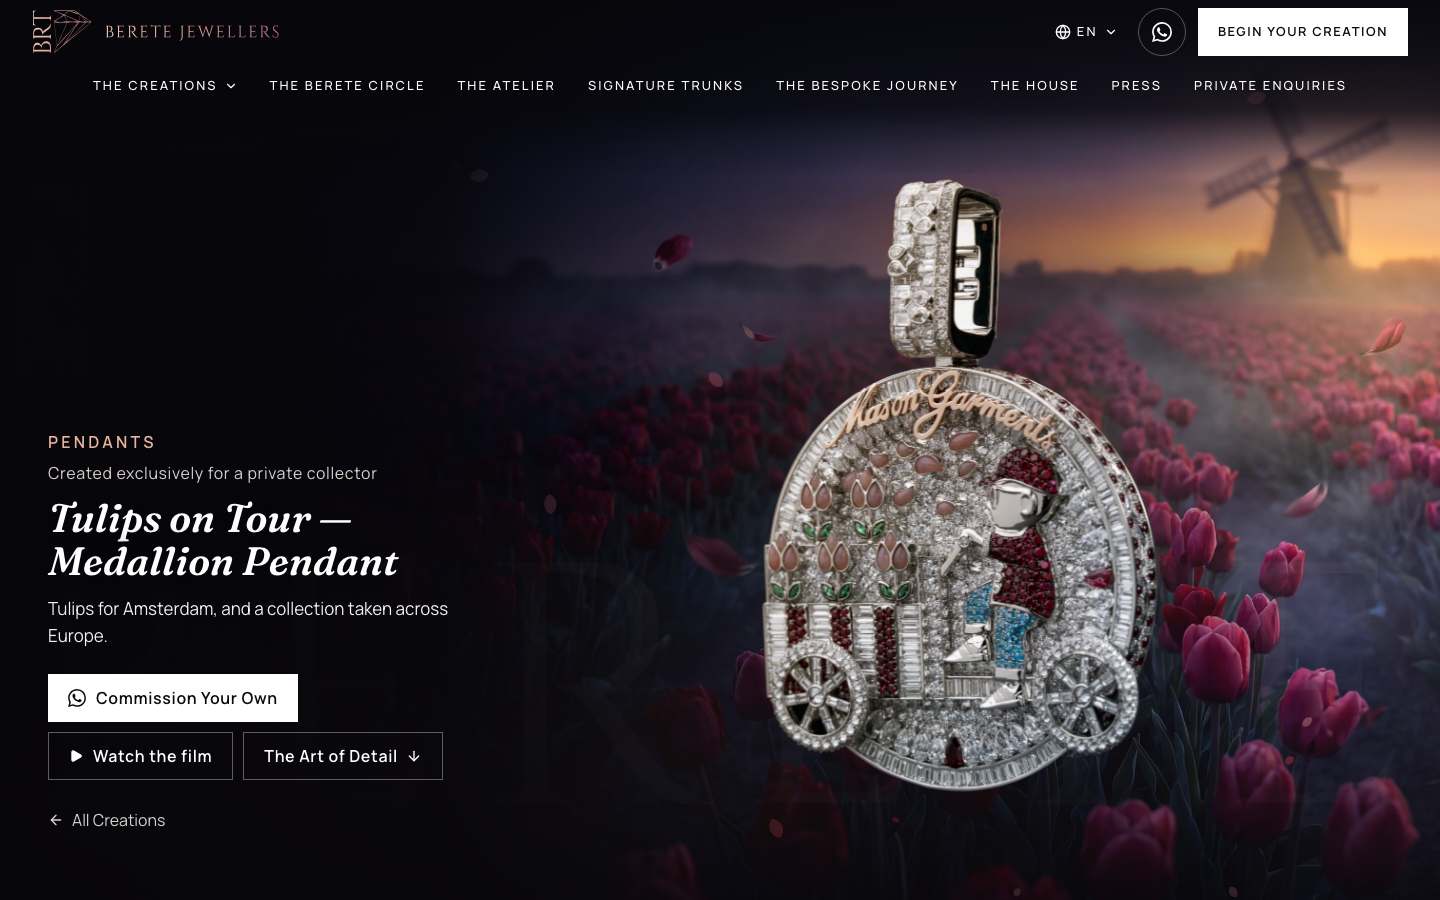 BRT
BERETE JEWELLERS
EN
BEGIN YOUR CREATION
THE CREATIONS
THE BERETE CIRCLE
THE ATELIER
SIGNATURE TRUNKS
THE BESPOKE JOURNEY
THE HOUSE
PRESS
PRIVATE ENQUIRIES
Mason Garments
PENDANTS
Created exclusively for a private collector
Tulips on Tour —
Medallion Pendant
Tulips for Amsterdam, and a collection taken across
Europe.
Commission Your Own
Watch the film
The Art of Detail ↓
← All Creations